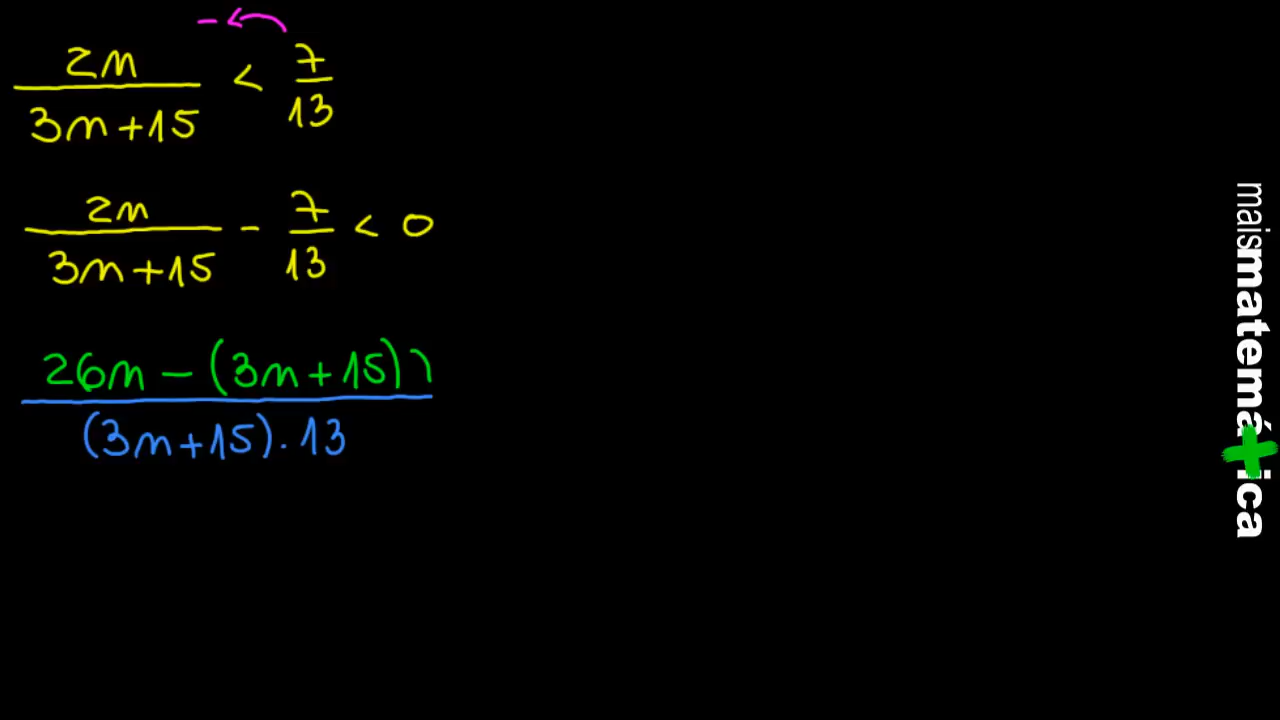 2m/(3m+15) < 7/13
2m/(3m+15) - 7/13 < 0
26m - (3m+15)7
(3m+15).13
maismatemática